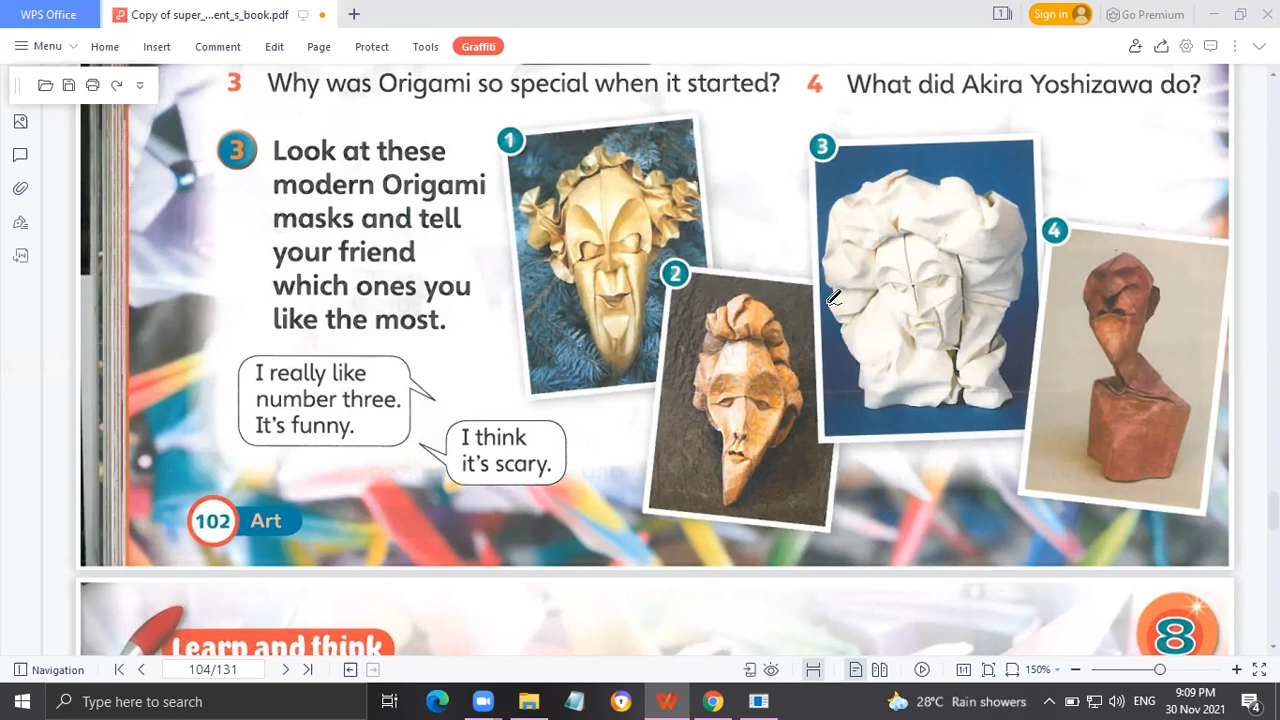 WPS Office
Copy of super_...ent_s_book.pdf
1
Sign in
Go Premium
Menu
Home
Insert
Comment
Edit
Page
Protect
Tools
Graffiti
3 Why was Origami so special when it started?
4 What did Akira Yoshizawa do?
3 Look at these
modern Origami
masks and tell
your friend
which ones you
like the most.
1
2
3
4
I really like
number three.
It's funny.
I think
it's scary.
102 Art
Learn and think
8
Navigation
104/131
1:1
150%
Type here to search
28°C Rain showers
ENG
9:09 PM
30 Nov 2021
4